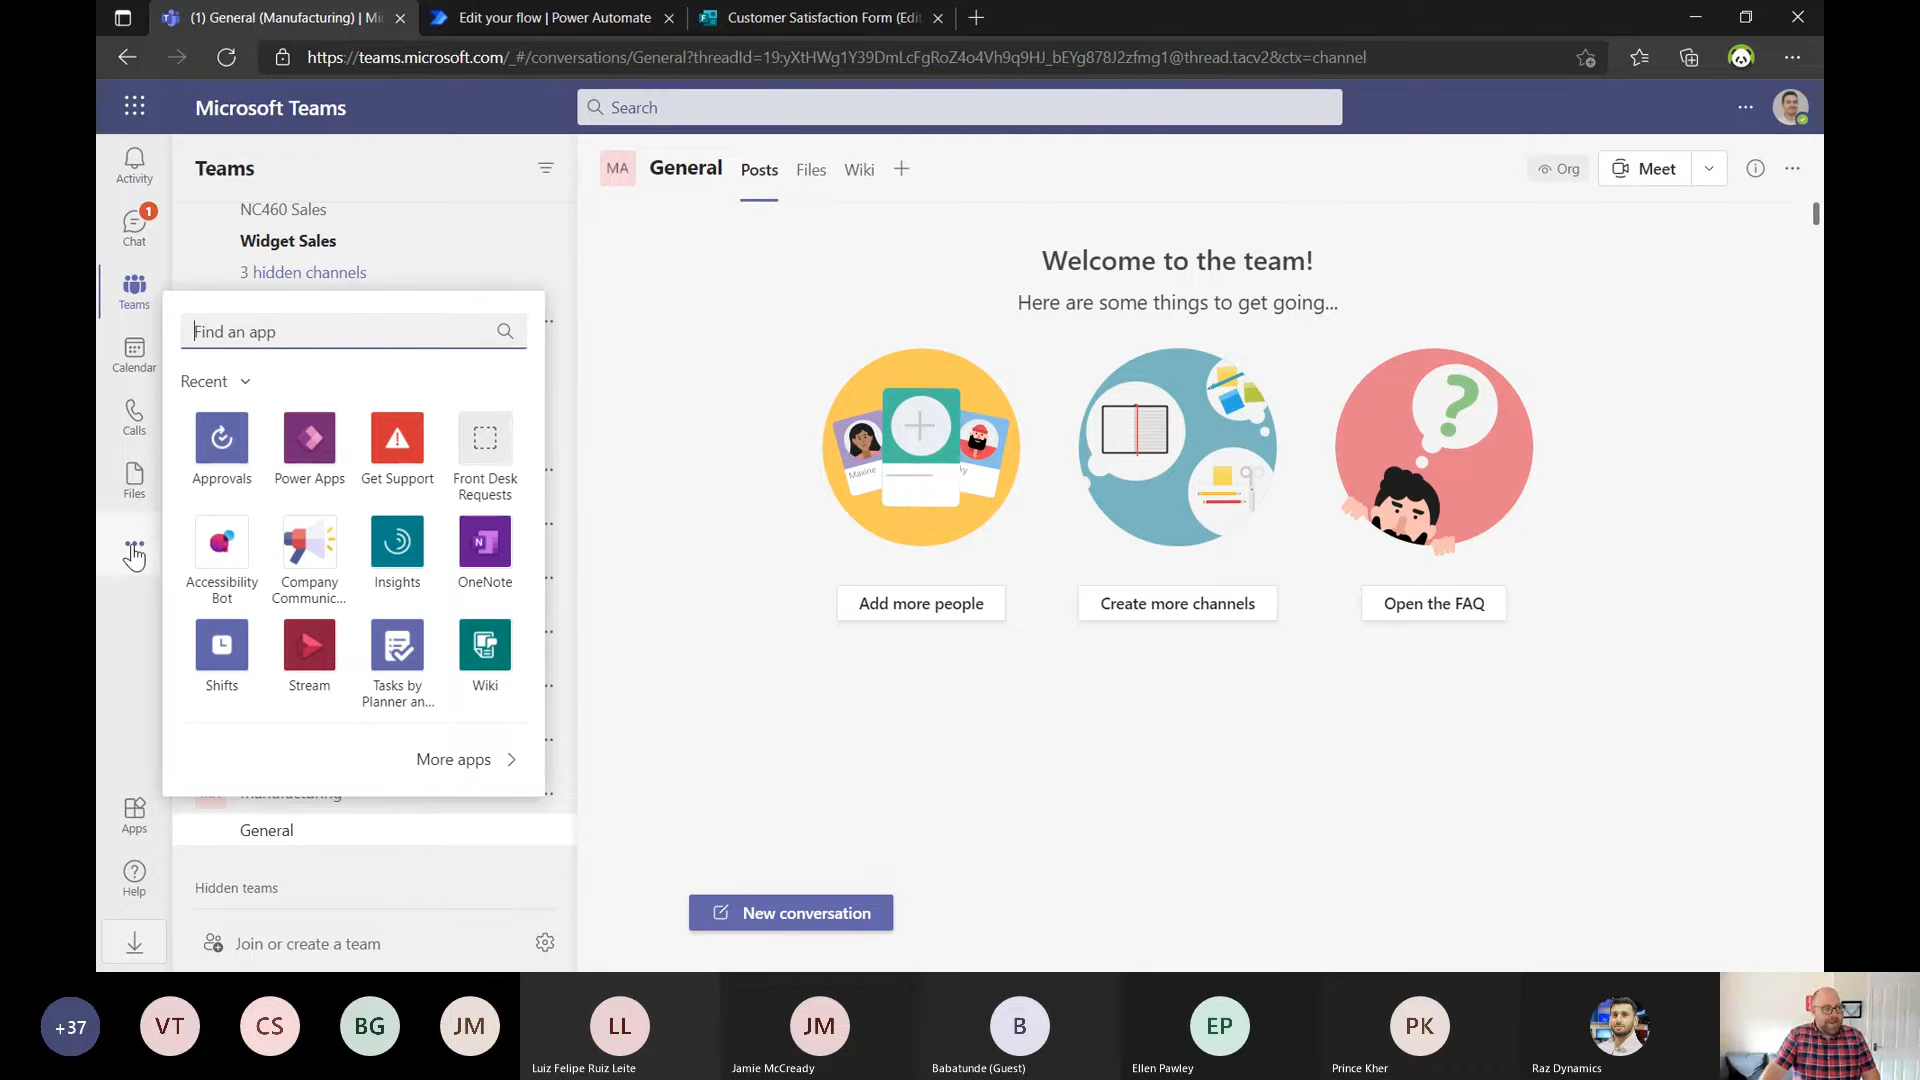 (1) General (Manufacturing) | Mi
Edit your flow | Power Automate
Customer Satisfaction Form (Edit
https://teams.microsoft.com/_#/conversations/General?threadId=19:yXtHWg1Y39DmLcFgRoZ4o4Vh9q9HJ_bEYg878J2zfmg1@thread.tacv2&ctx=channel
Microsoft Teams
Search
Activity
1
Chat
Teams
Calendar
Calls
Files
Apps
Help
Teams
NC460 Sales
Widget Sales
3 hidden channels
Find an app
Recent
Approvals
Power Apps
Get Support
Front Desk
Requests
Accessibility
Bot
Company
Communic...
Insights
N
OneNote
Shifts
Stream
Tasks by
Planner an...
Wiki
More apps
Manufacturing
General
Hidden teams
Join or create a team
MA
General
Posts
Files
Wiki
Org
Meet
Welcome to the team!
Here are some things to get going...
Maxine
Add more people
Create more channels
Open the FAQ
New conversation
+37
VT
CS
BG
JM
LL
Luiz Felipe Ruiz Leite
JM
Jamie McCready
B
Babatunde (Guest)
EP
Ellen Pawley
PK
Prince Kher
Raz Dynamics